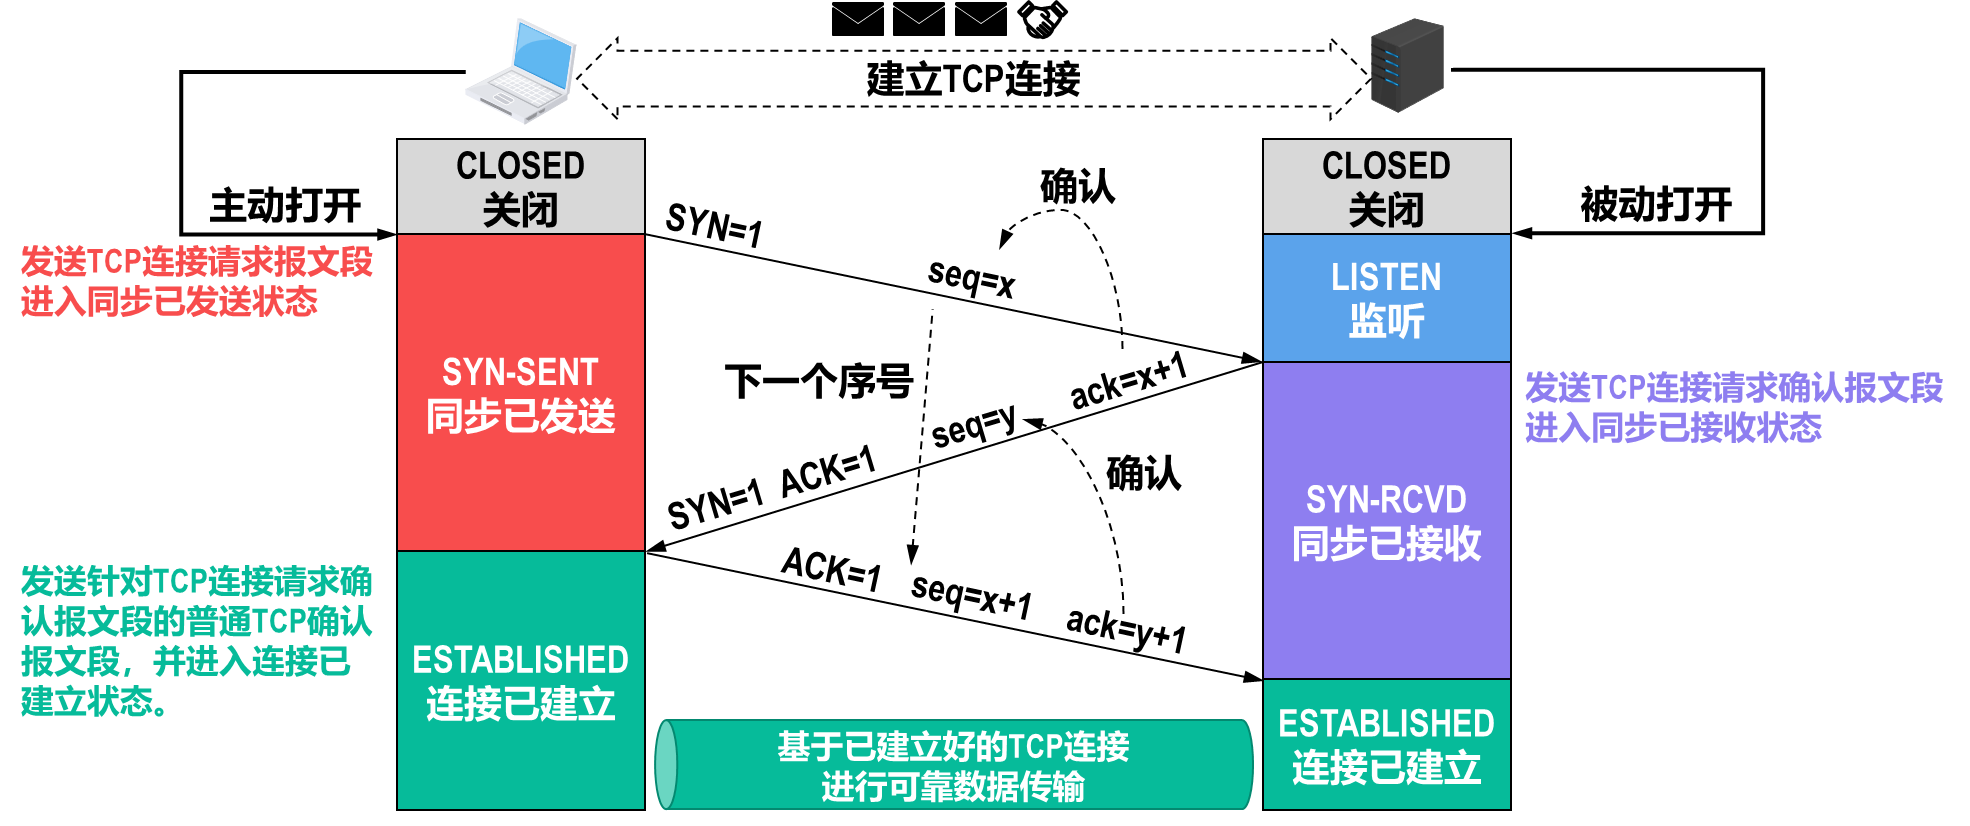 建立TCP连接
CLOSED
关闭
CLOSED
关闭
主动打开
被动打开
确认
SYN=1
seq=x
发送TCP连接请求报文段
进入同步已发送状态
LISTEN
监听
SYN-SENT
同步已发送
下一个序号
ack=x+1
seq=y
SYN=1 ACK=1
确认
发送TCP连接请求确认报文段
进入同步已接收状态
SYN-RCVD
同步已接收
ACK=1
seq=x+1
ack=y+1
发送针对TCP连接请求确
认报文段的普通TCP确认
报文段，并进入连接已
建立状态。
ESTABLISHED
连接已建立
ESTABLISHED
连接已建立
基于已建立好的TCP连接
进行可靠数据传输